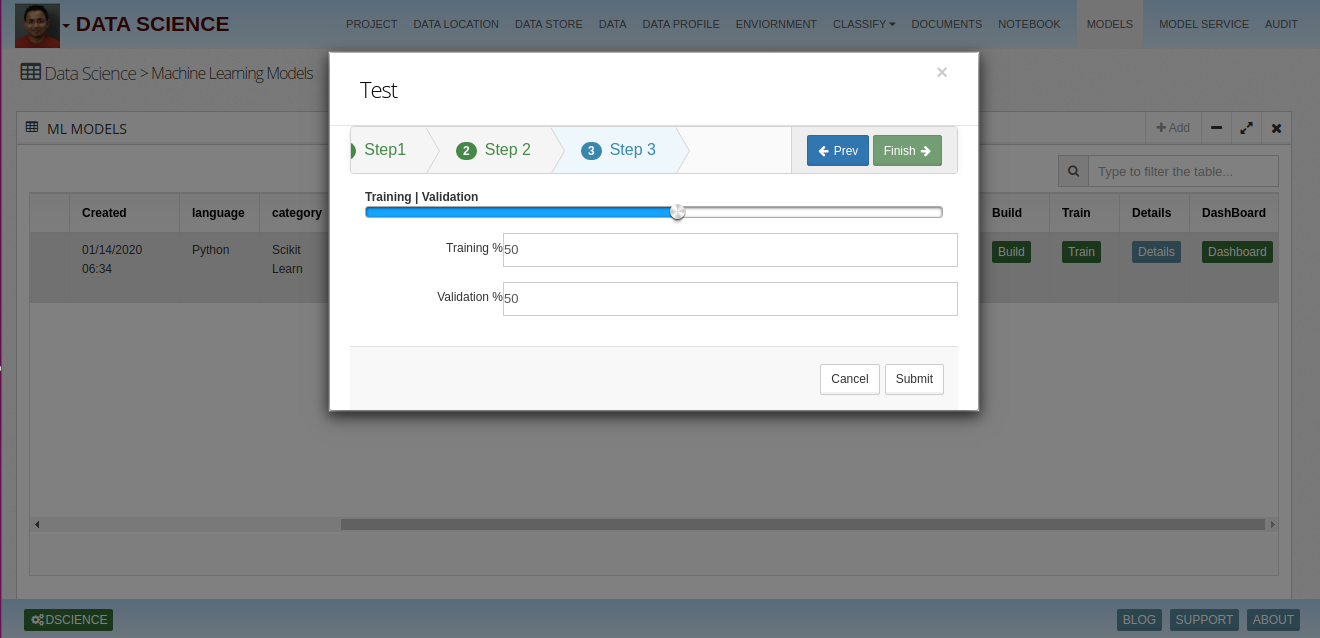 DATA SCIENCE
PROJECT DATA LOCATION DATA STORE DATA DATA PROFILE ENVIORNMENT CLASSIFY DOCUMENTS NOTEBOOK MODELS MODEL SERVICE AUDIT
Data Science > Machine Learning Models
Test
×
ML MODELS
Add
Step1
2 Step 2
3 Step 3
Prev
Finish
Type to filter the table...
Training | Validation
Created language category Build Train Details DashBoard
01/14/2020
06:34
Python
Scikit
Learn
Build Train Details Dashboard
Training % 50
Validation % 50
Cancel Submit
DSCIENCE
BLOG SUPPORT ABOUT